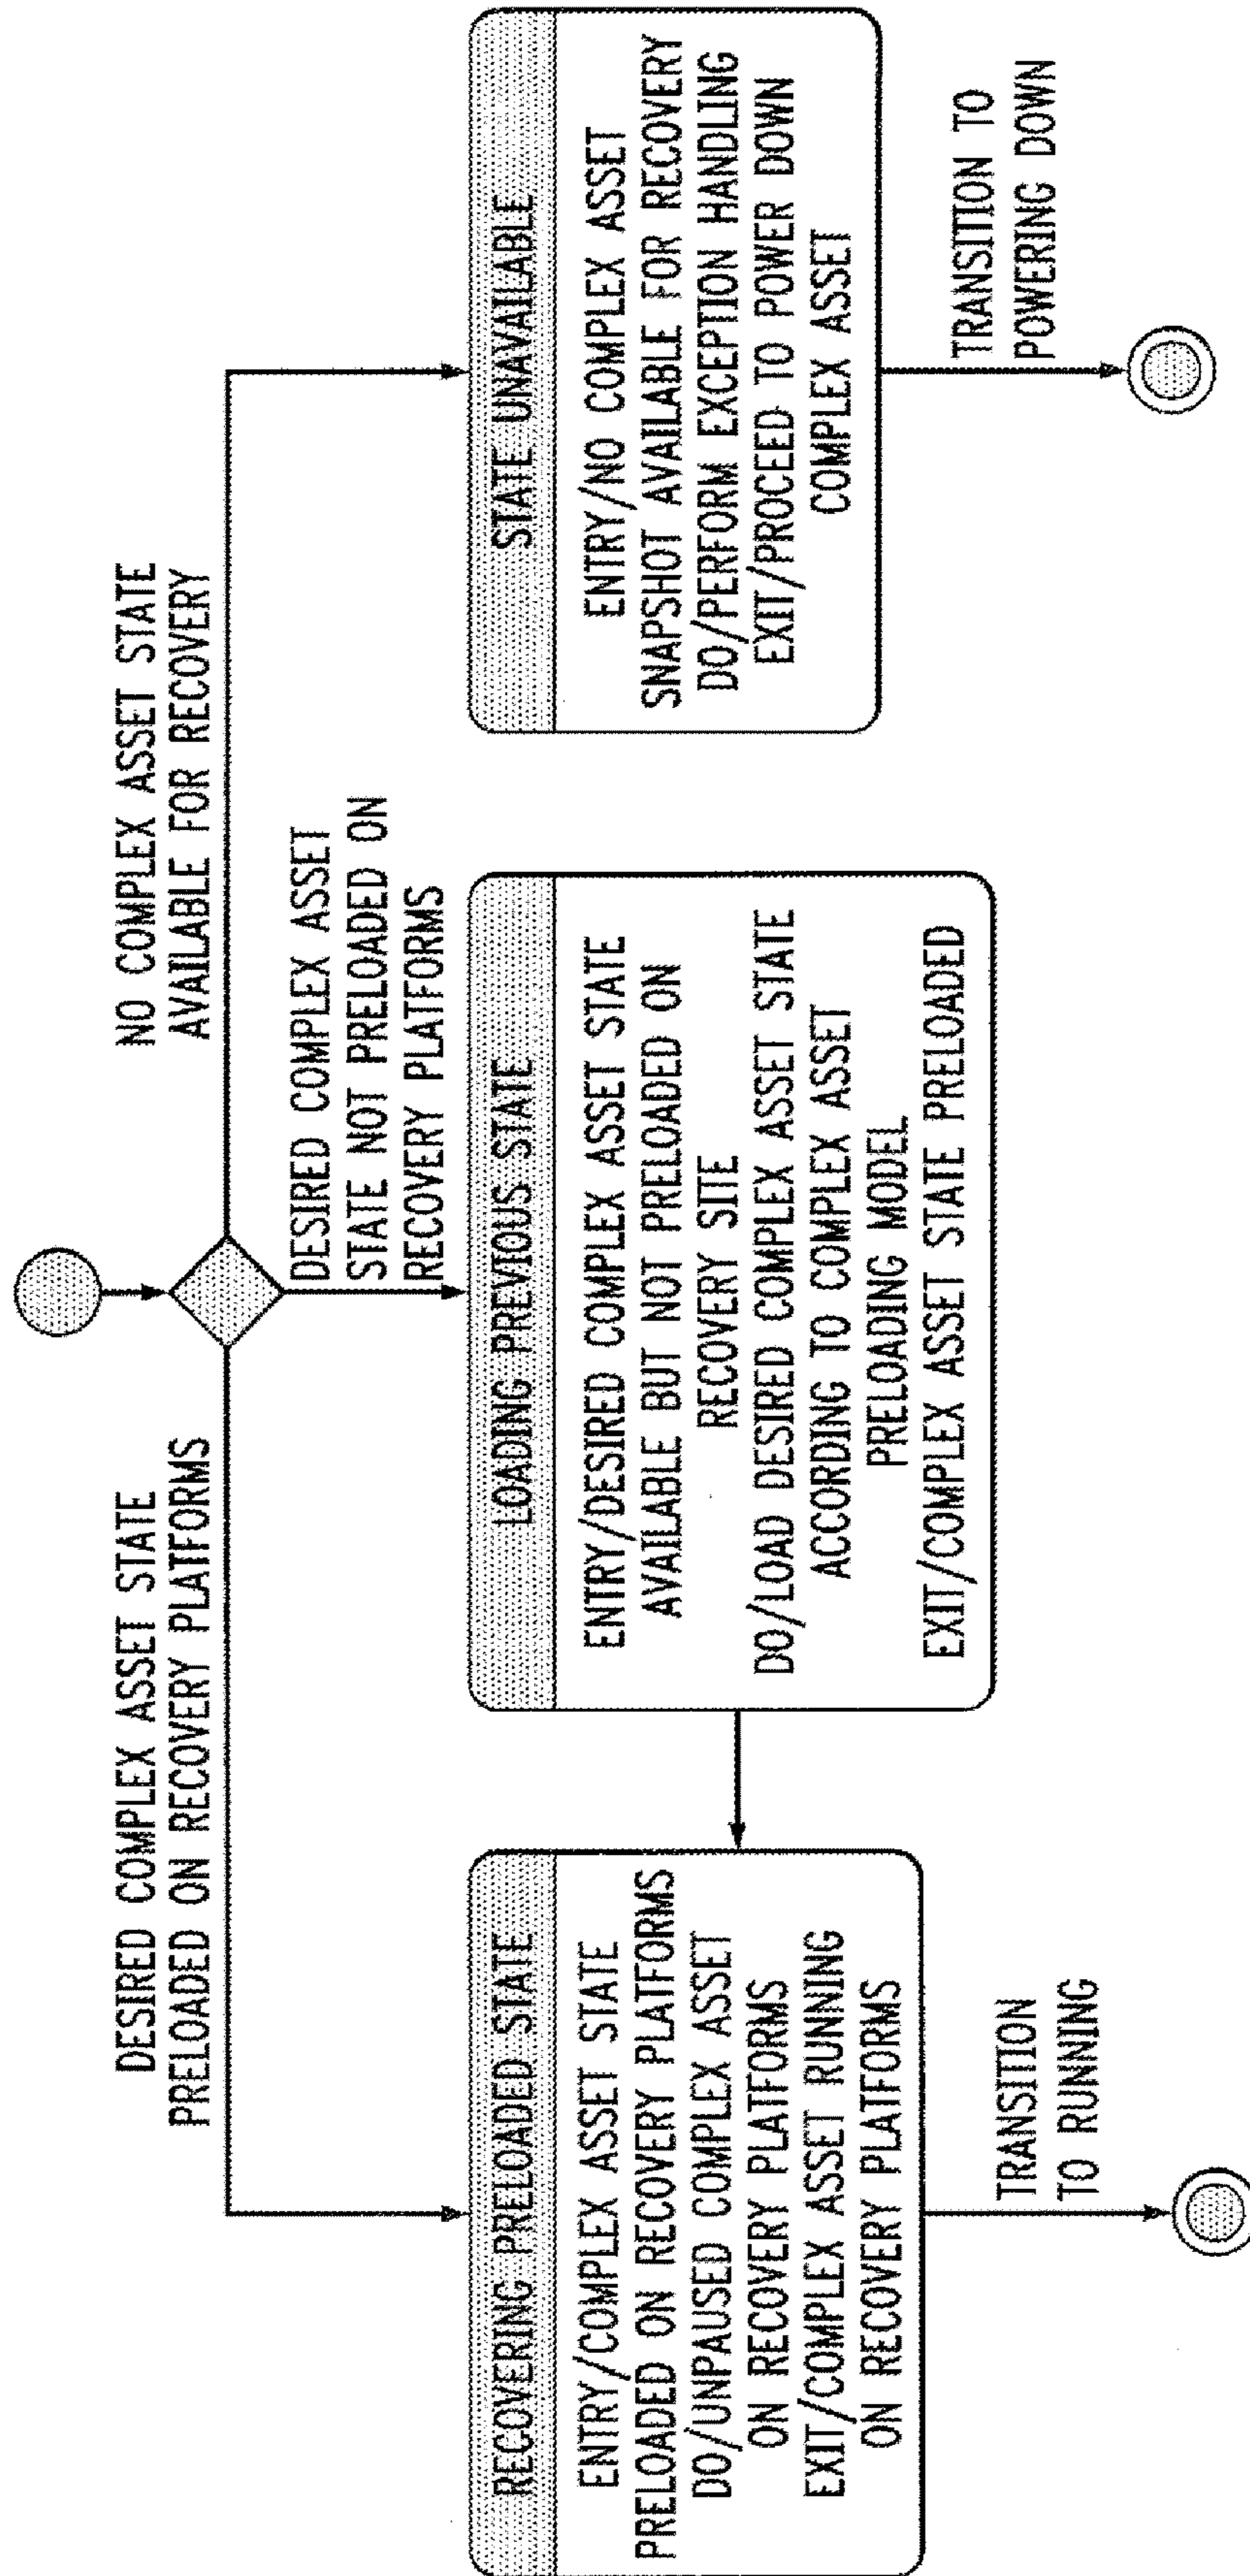 DESIRED COMPLEX ASSET STATE
PRELOADED ON RECOVERY PLATFORMS
NO COMPLEX ASSET STATE
AVAILABLE FOR RECOVERY
DESIRED COMPLEX ASSET
STATE NOT PRELOADED ON
RECOVERY PLATFORMS
RECOVERING PRELOADED STATE
ENTRY/COMPLEX ASSET STATE
PRELOADED ON RECOVERY PLATFORMS
DO/UNPAUSED COMPLEX ASSET
ON RECOVERY PLATFORMS
EXIT/COMPLEX ASSET RUNNING
ON RECOVERY PLATFORMS
TRANSITION
TO RUNNING
LOADING PREVIOUS STATE
ENTRY/DESIRED COMPLEX ASSET STATE
AVAILABLE BUT NOT PRELOADED ON
RECOVERY SITE
DO/LOAD DESIRED COMPLEX ASSET STATE
ACCORDING TO COMPLEX ASSET
PRELOADING MODEL
EXIT/COMPLEX ASSET STATE PRELOADED
STATE UNAVAILABLE
ENTRY/NO COMPLEX ASSET
SNAPSHOT AVAILABLE FOR RECOVERY
DO/PERFORM EXCEPTION HANDLING
EXIT/PROCEED TO POWER DOWN
COMPLEX ASSET
TRANSITION TO
POWERING DOWN